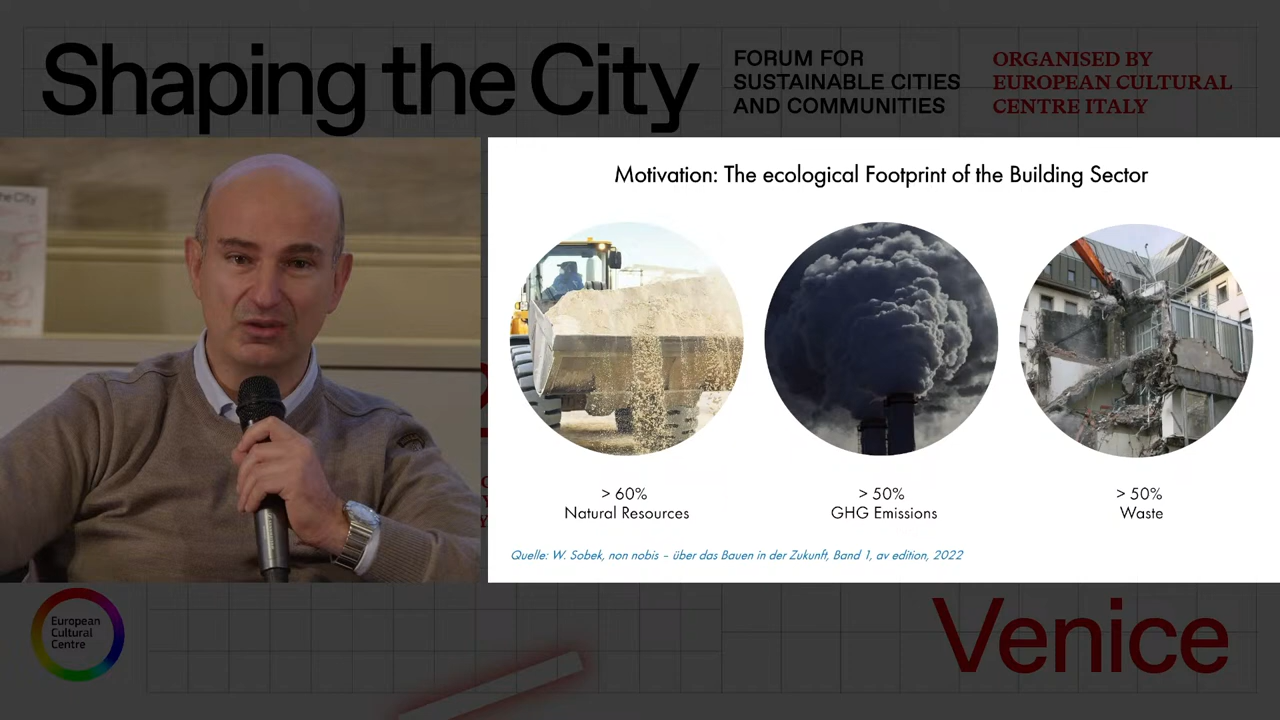 Shaping the City
FORUM FOR
SUSTAINABLE CITIES
AND COMMUNITIES
ORGANISED BY
EUROPEAN CULTURAL
CENTRE ITALY
the City
Motivation: The ecological Footprint of the Building Sector
> 60%
Natural Resources
> 50%
GHG Emissions
> 50%
Waste
Quelle: W. Sobek, non nobis – über das Bauen in der Zukunft, Band 1, av edition, 2022
European
Cultural
Centre
Venice